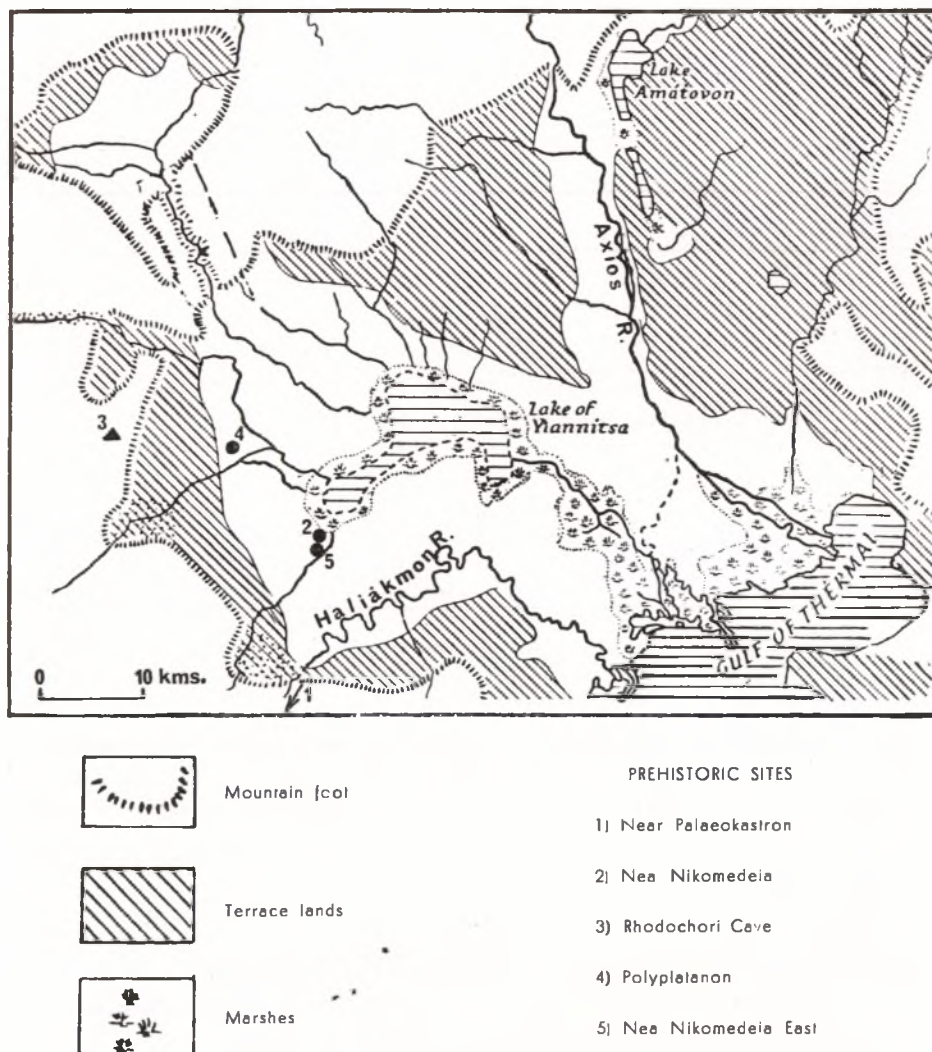 Lake
Amatovon
Axios
R.
3
4
Lake of
Yiannitsa
2
5
Haliákmon R.
GULF OF THERMAI
0 10 kms.
1
Mountain foot
Terrace lands
Marshes
PREHISTORIC SITES
1) Near Palaeokastron
2) Nea Nikomedeia
3) Rhodochori Cave
4) Polyplatanon
5) Nea Nikomedeia East